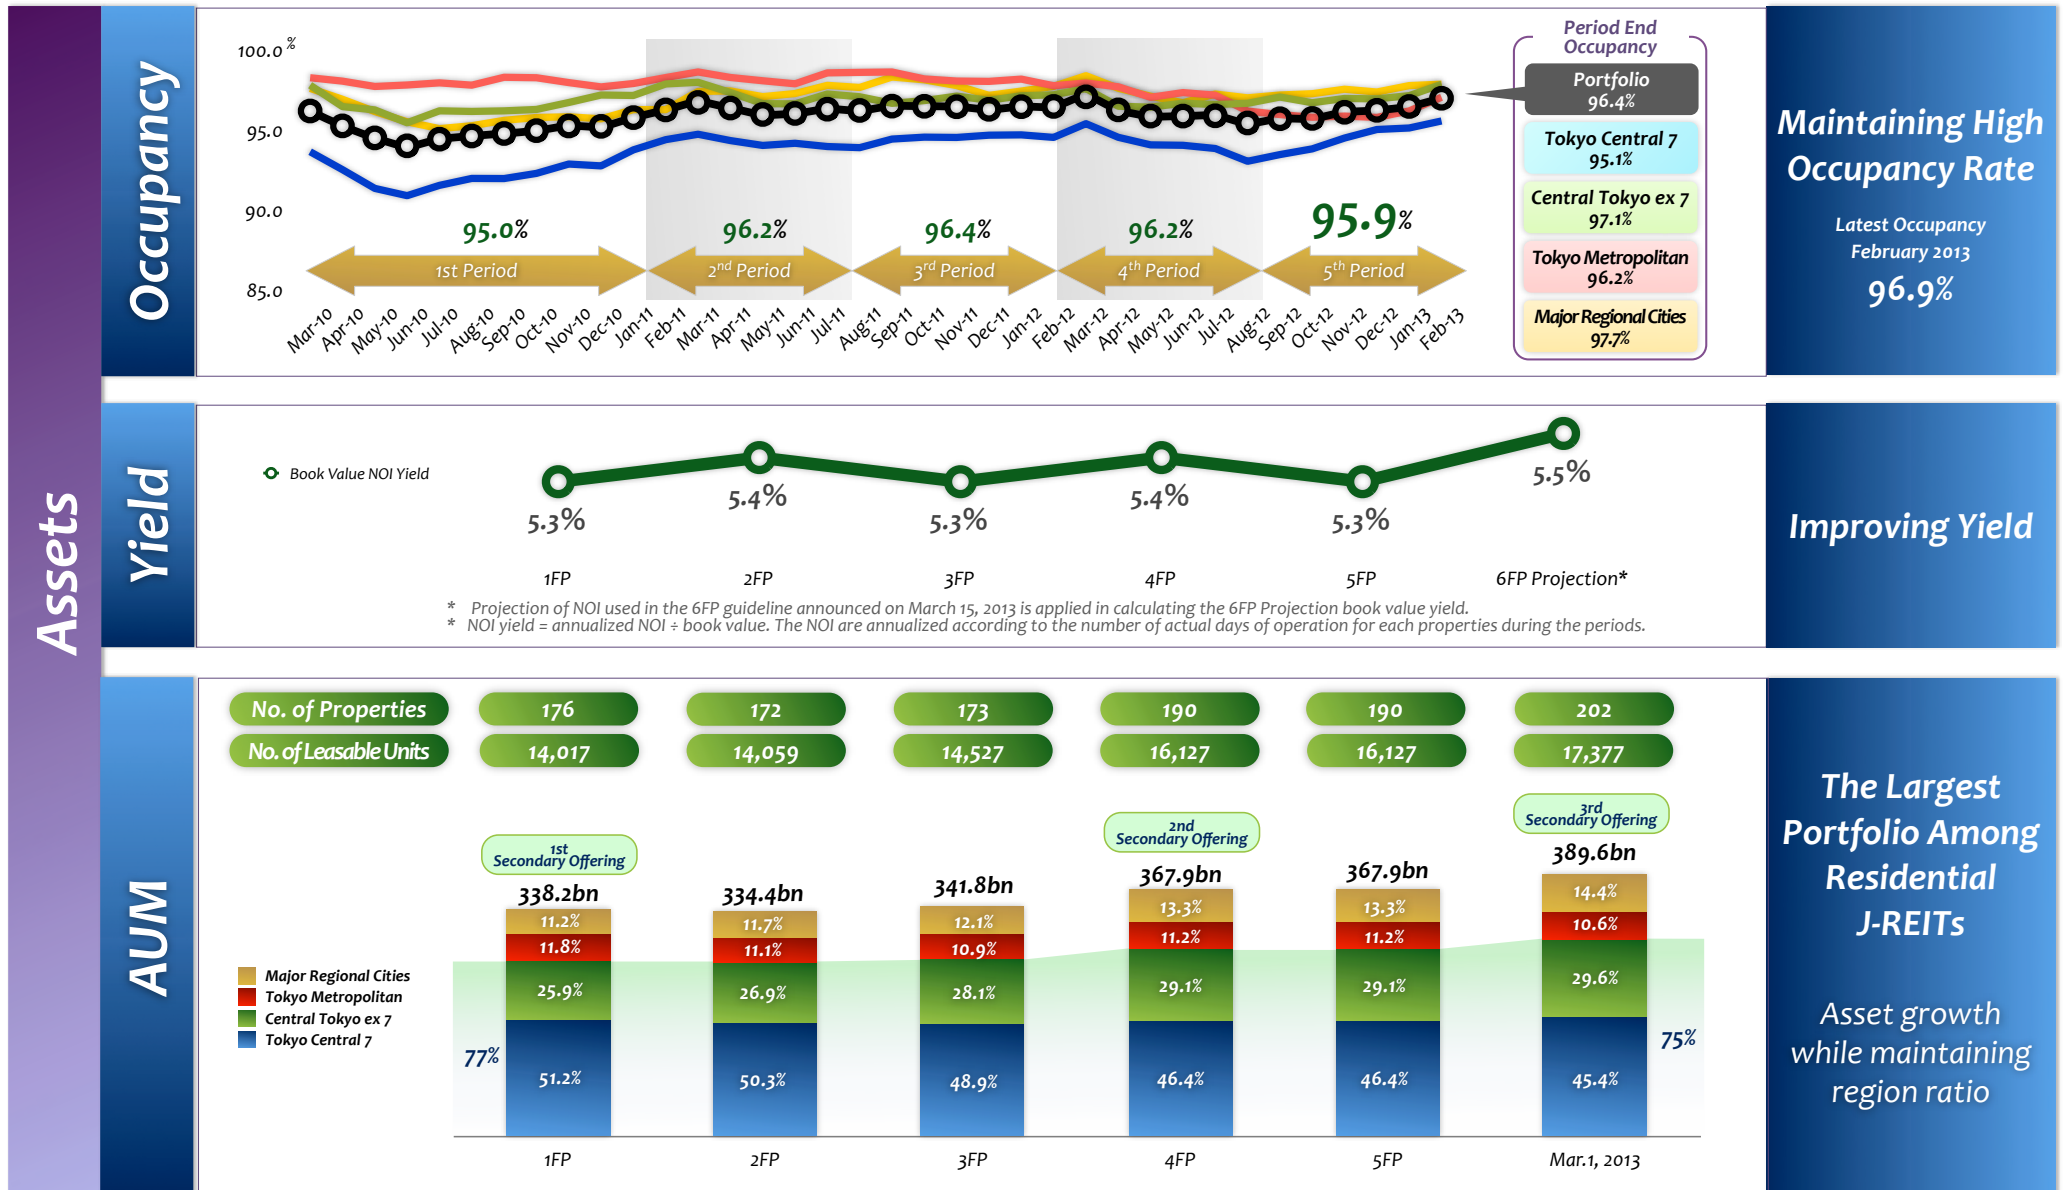 Assets
Occupancy
100.0 %
95.0
90.0
85.0
95.0%
96.2%
96.4%
96.2%
95.9%
1st Period
2nd Period
3rd Period
4th Period
5th Period
Mar-10
Apr-10
May-10
Jun-10
Jul-10
Aug-10
Sep-10
Oct-10
Nov-10
Dec-10
Jan-11
Feb-11
Mar-11
Apr-11
May-11
Jun-11
Jul-11
Aug-11
Sep-11
Oct-11
Nov-11
Dec-11
Jan-12
Feb-12
Mar-12
Apr-12
May-12
Jun-12
Jul-12
Aug-12
Sep-12
Oct-12
Nov-12
Dec-12
Jan-13
Feb-13
Period End
Occupancy
Portfolio
96.4%
Tokyo Central 7
95.1%
Central Tokyo ex 7
97.1%
Tokyo Metropolitan
96.2%
Major Regional Cities
97.7%
Maintaining High
Occupancy Rate
Latest Occupancy
February 2013
96.9%
Yield
Book Value NOI Yield
5.3%
5.4%
5.3%
5.4%
5.3%
5.5%
1FP
2FP
3FP
4FP
5FP
6FP Projection*
* Projection of NOI used in the 6FP guideline announced on March 15, 2013 is applied in calculating the 6FP Projection book value yield.
* NOI yield = annualized NOI ÷ book value. The NOI are annualized according to the number of actual days of operation for each properties during the periods.
Improving Yield
AUM
No. of Properties
176
172
173
190
190
202
No. of Leasable Units
14,017
14,059
14,527
16,127
16,127
17,377
1st
Secondary Offering
2nd
Secondary Offering
3rd
Secondary Offering
338.2bn
334.4bn
341.8bn
367.9bn
367.9bn
389.6bn
11.2%
11.7%
12.1%
13.3%
13.3%
14.4%
11.8%
11.1%
10.9%
11.2%
11.2%
10.6%
25.9%
26.9%
28.1%
29.1%
29.1%
29.6%
51.2%
50.3%
48.9%
46.4%
46.4%
45.4%
Major Regional Cities
Tokyo Metropolitan
Central Tokyo ex 7
Tokyo Central 7
77%
75%
1FP
2FP
3FP
4FP
5FP
Mar.1, 2013
The Largest
Portfolio Among
Residential
J-REITs
Asset growth
while maintaining
region ratio